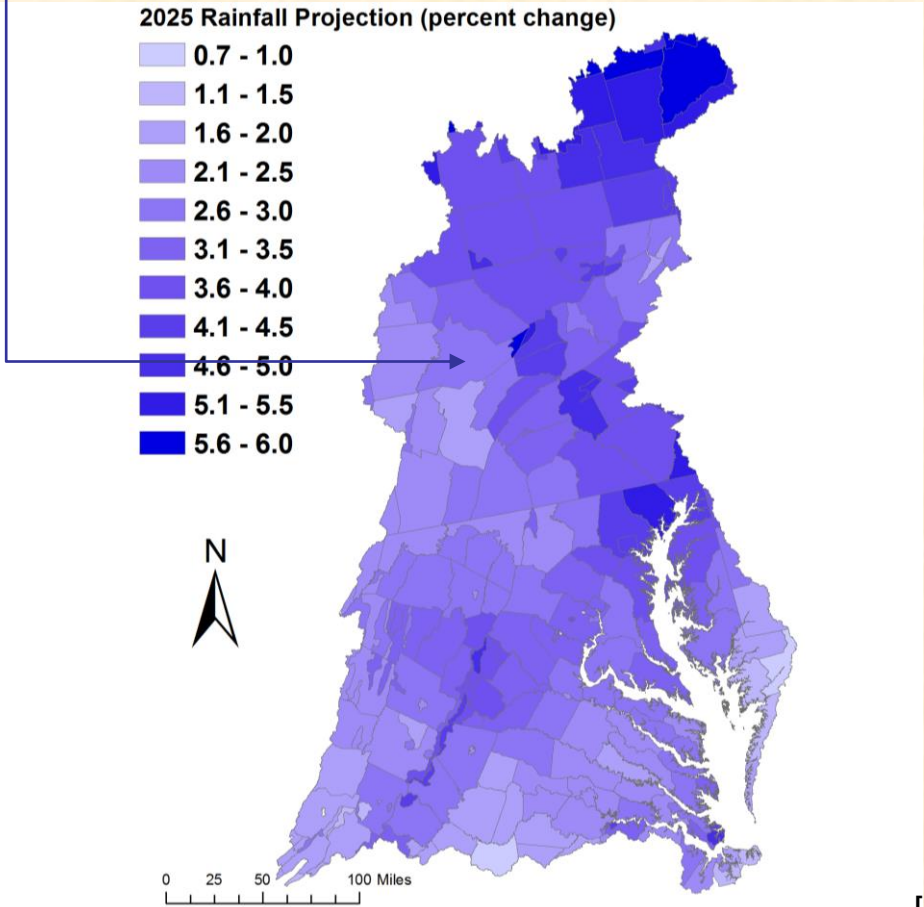 2025 Rainfall Projection (percent change)
0.7 - 1.0
1.1 - 1.5
1.6 - 2.0
2.1 - 2.5
2.6 - 3.0
3.1 - 3.5
3.6 - 4.0
4.1 - 4.5
4.6 - 5.0
5.1 - 5.5
5.6 - 6.0
N
0 25 50 100 Miles